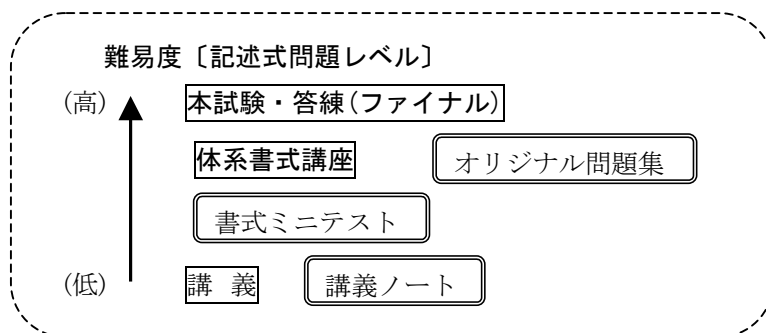 難易度〔記述式問題レベル〕
(高) 本試験・答練(ファイナル)
体系書式講座 オリジナル問題集
書式ミニテスト
(低) 講 義 講義ノート